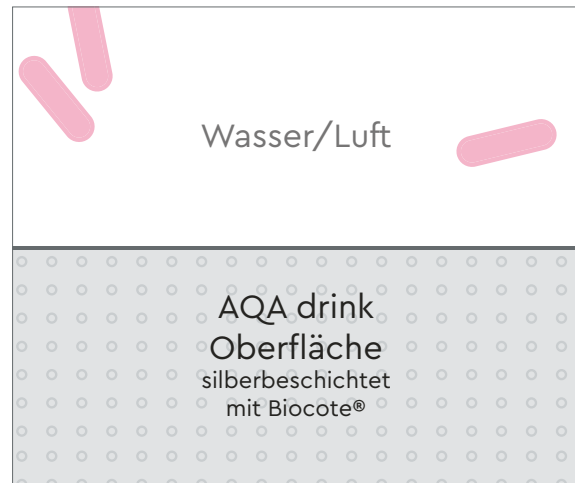 Wasser/Luft
AQA drink
Oberfläche
silberbeschichtet
mit Biocote®